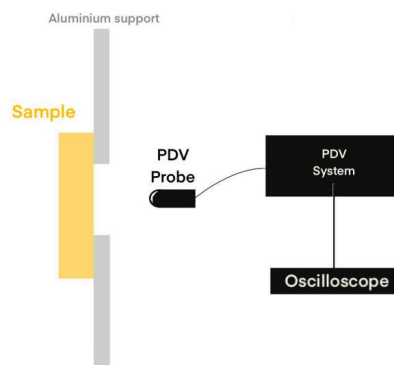 Aluminium support
Sample
PDV
Probe
PDV
System
Oscilloscope